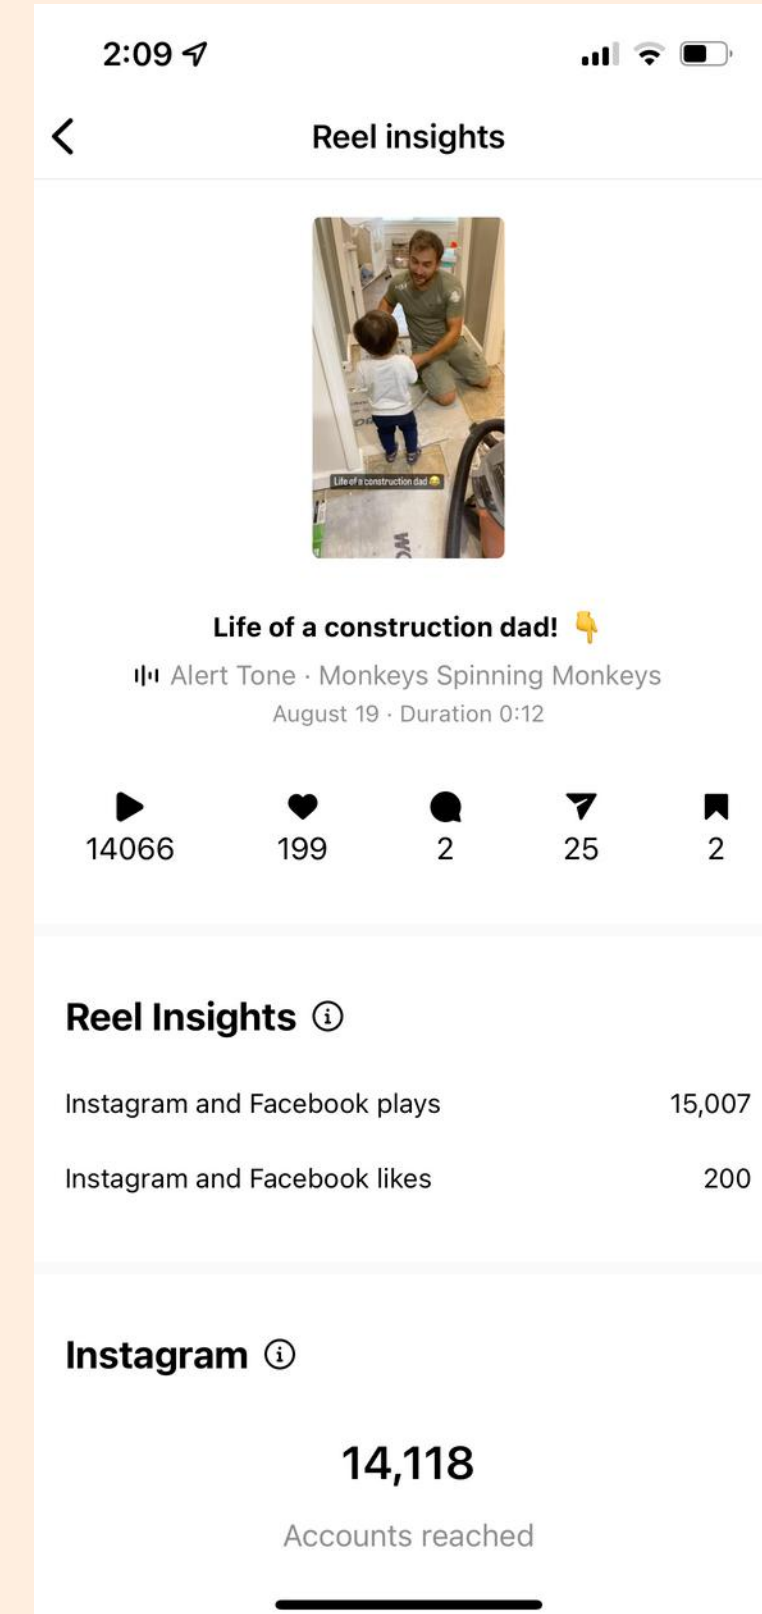 2:09
Reel insights
Life of a construction dad 😂
WO
Life of a construction dad! 👇
Alert Tone · Monkeys Spinning Monkeys
August 19 · Duration 0:12
14066 199 2 25 2
Reel Insights
Instagram and Facebook plays 15,007
Instagram and Facebook likes 200
Instagram
14,118
Accounts reached